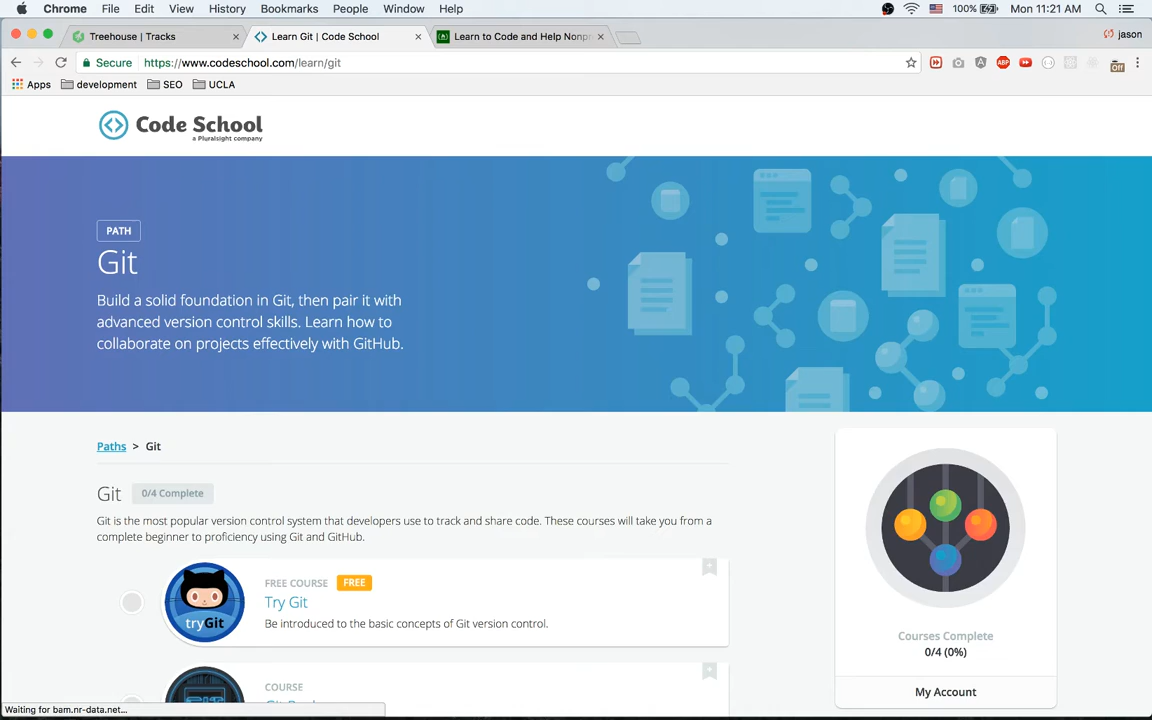 Chrome File Edit View History Bookmarks People Window Help 100% Mon 11:21 AM
Treehouse | Tracks Learn Git | Code School Learn to Code and Help Nonpr jason
Secure https://www.codeschool.com/learn/git ABP Off
Apps development SEO UCLA
Code School
a Pluralsight company
PATH
Git
Build a solid foundation in Git, then pair it with
advanced version control skills. Learn how to
collaborate on projects effectively with GitHub.
Paths > Git
Git 0/4 Complete
Git is the most popular version control system that developers use to track and share code. These courses will take you from a
complete beginner to proficiency using Git and GitHub.
FREE COURSE FREE
Try Git
Be introduced to the basic concepts of Git version control.
tryGit
COURSE
Courses Complete
0/4 (0%)
My Account
Waiting for bam.nr-data.net...